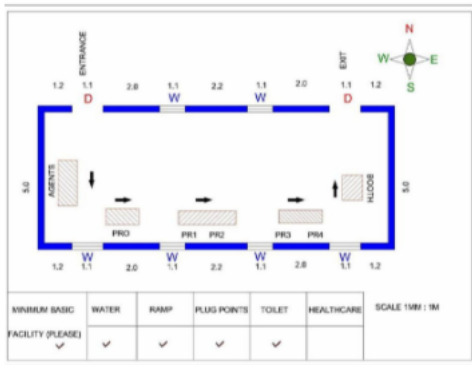 N
W E
S
ENTRANCE
EXIT
1.2 1.1 2.8 1.1 2.2 1.1 2.0 1.1 1.2
D W W D
5.0
AGENTS
BOOTH
5.0
PRO PR1 PR2 PR3 PR4
W W W W
1.2 1.1 2.0 1.1 2.2 1.1 2.8 1.1 1.2
MINIMUM BASIC WATER RAMP PLUG POINTS TOILET HEALTHCARE SCALE 1MM : 1M
FACILITY (PLEASE)